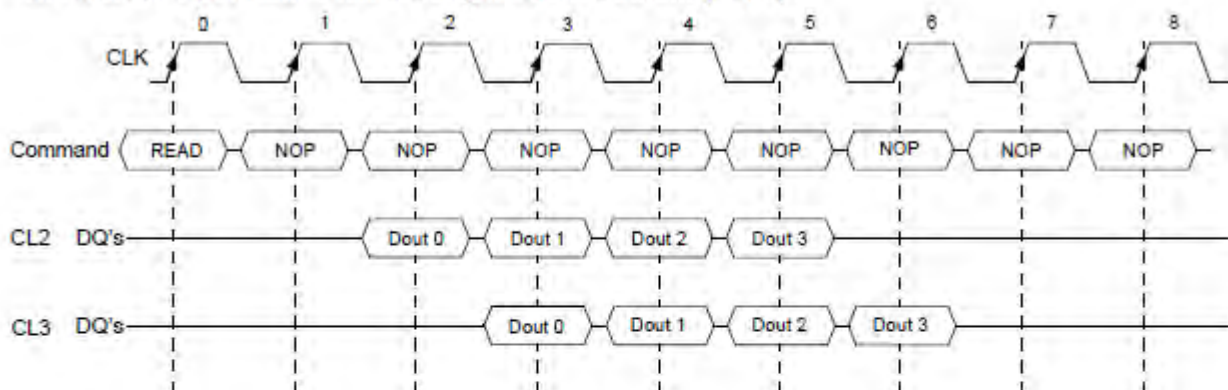 0 1 2 3 4 5 6 7 8
CLK
Command READ NOP NOP NOP NOP NOP NOP NOP NOP
CL2 DQ's Dout 0 Dout 1 Dout 2 Dout 3
CL3 DQ's Dout 0 Dout 1 Dout 2 Dout 3